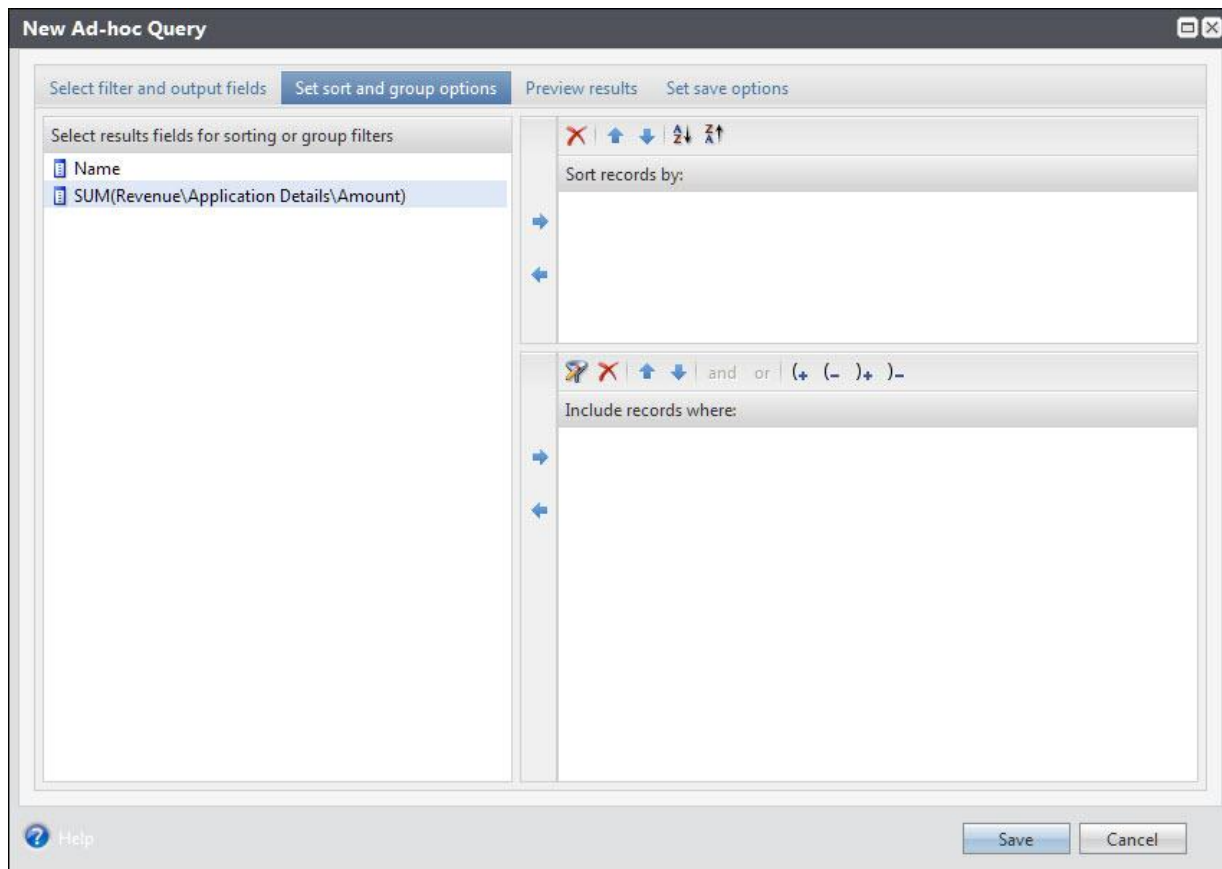 New Ad-hoc Query
Select filter and output fields Set sort and group options Preview results Set save options
Select results fields for sorting or group filters
Name
SUM(Revenue\Application Details\Amount)
A Z Z A
Sort records by:
and or (+ (- )+ )-
Include records where:
? Help
Save Cancel